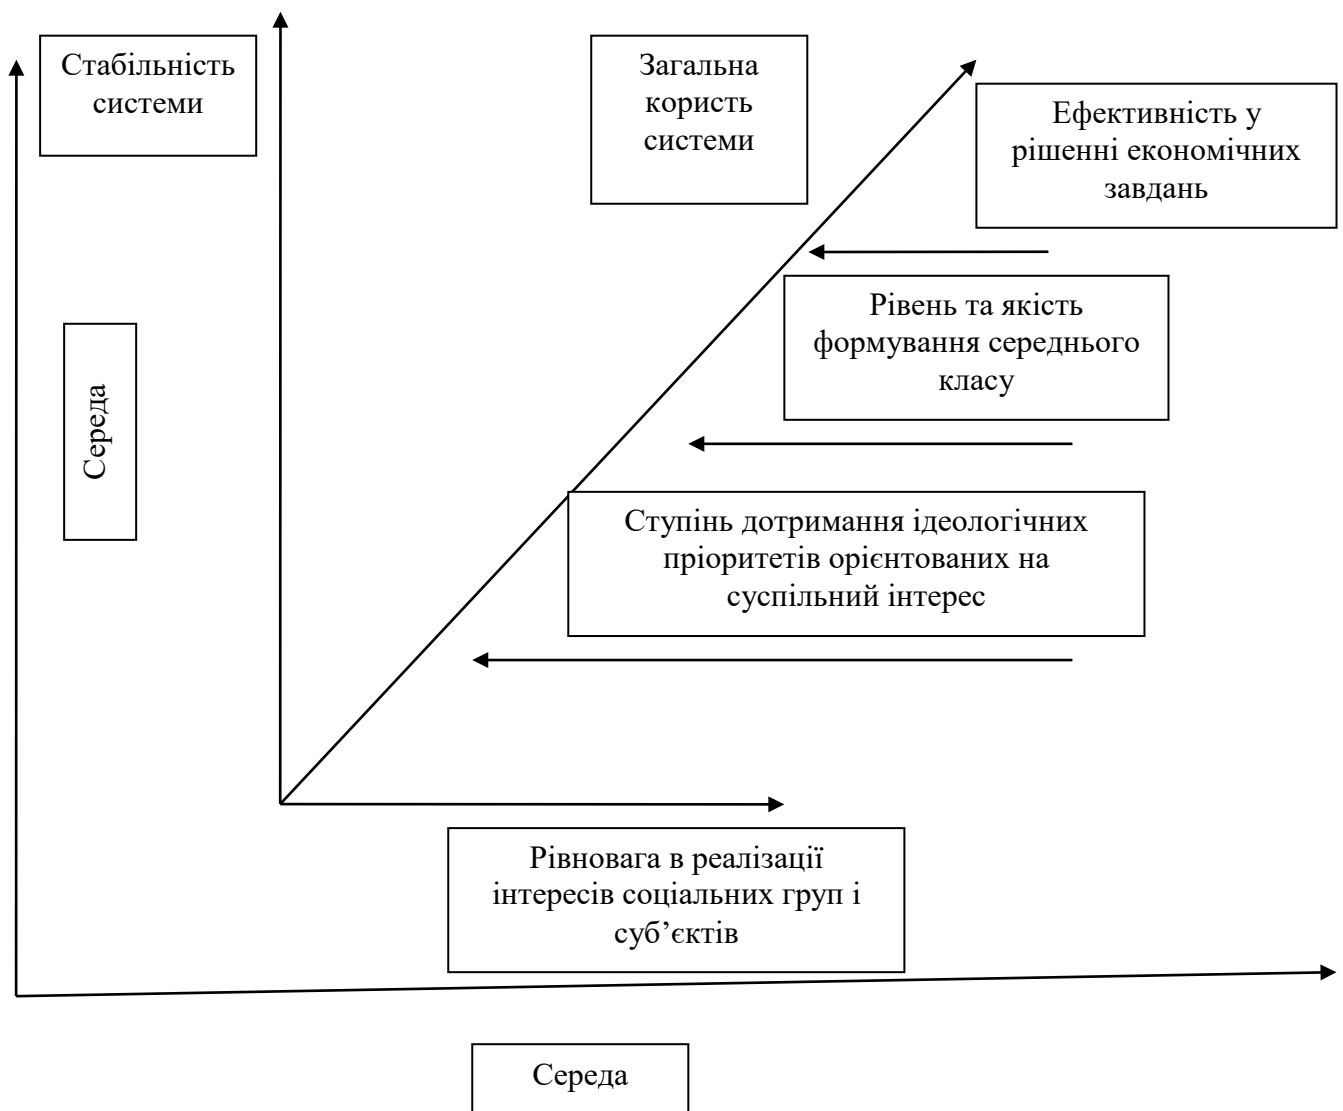 Стабільність
системи
Загальна
користь
системи
Ефективність у
рішенні економічних
завдань
Рівень та якість
формування середнього
класу
Середа
Ступінь дотримання ідеологічних
пріоритетів орієнтованих на
суспільний інтерес
Рівновага в реалізації
інтересів соціальних груп і
суб’єктів
Середа